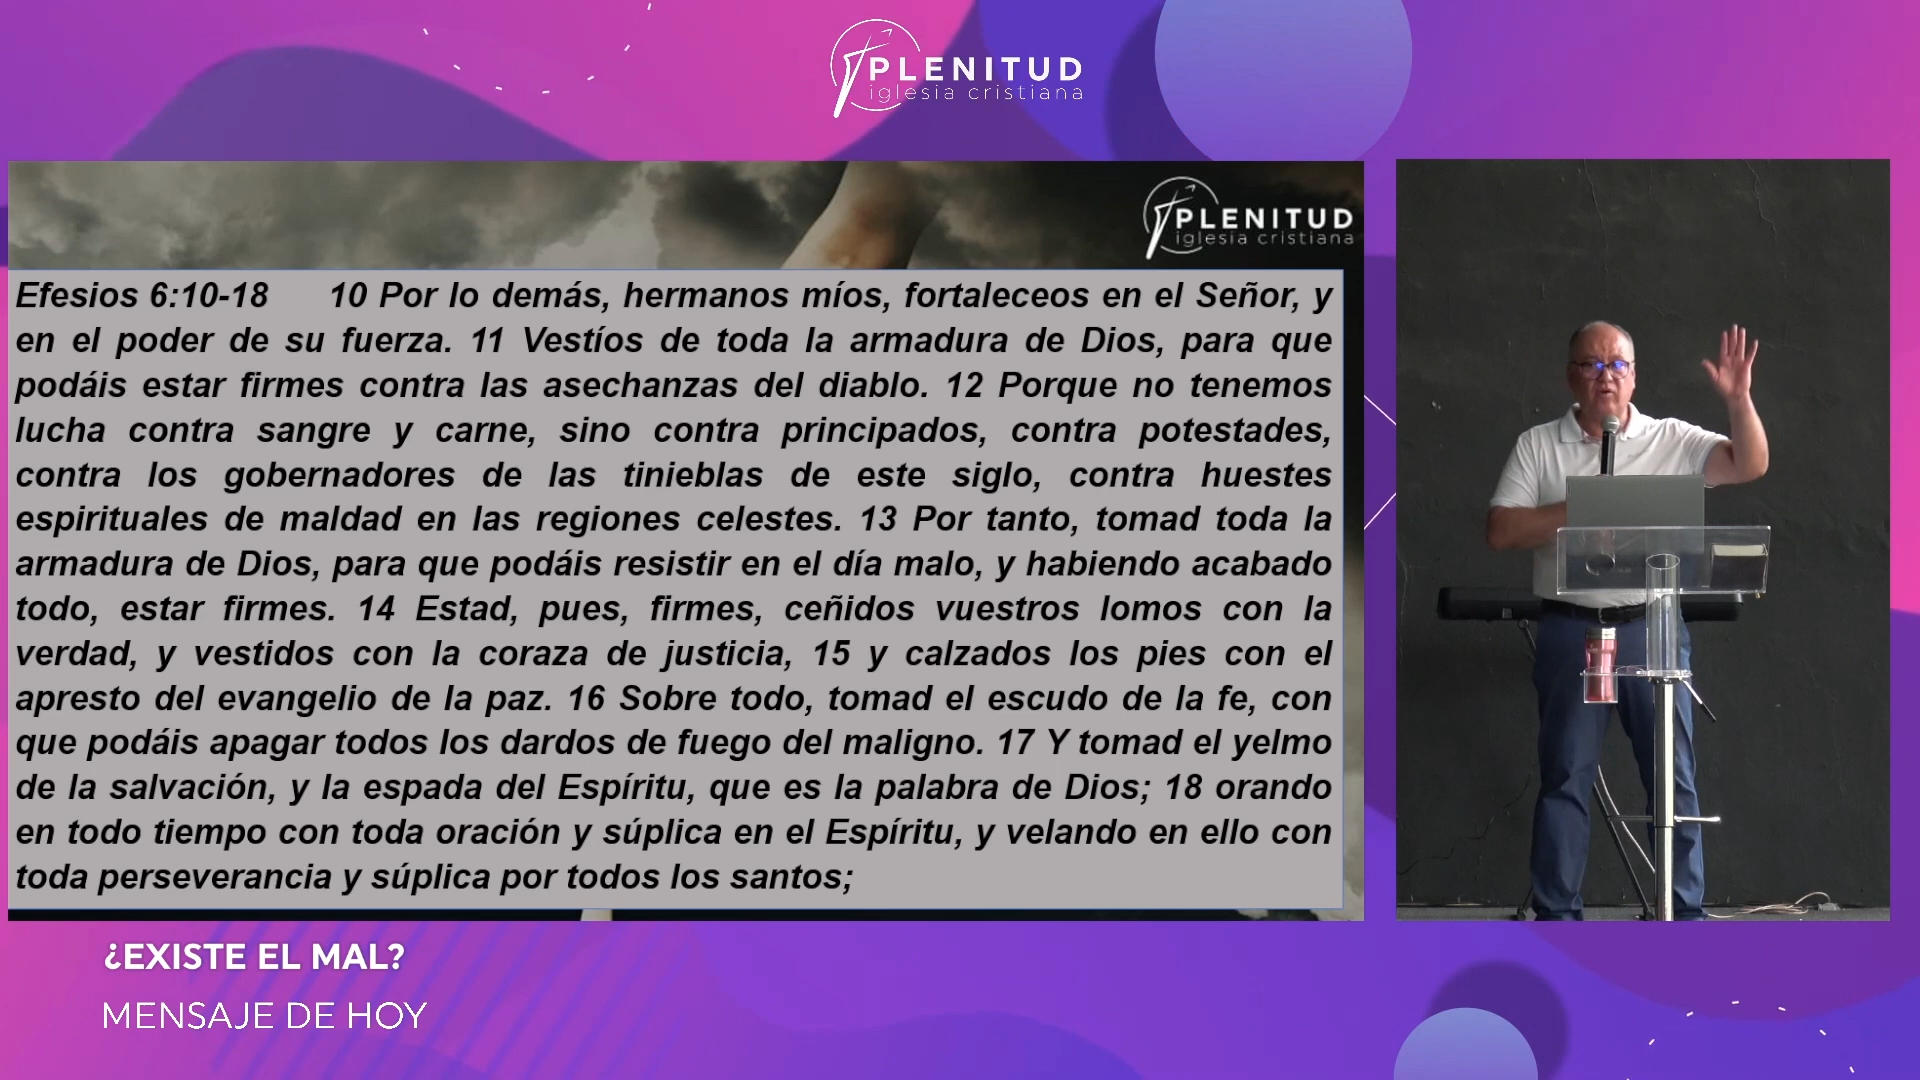 PLENITUD
iglesia cristiana
PLENITUD
iglesia cristiana
Efesios 6:10-18 10 Por lo demás, hermanos míos, fortaleceos en el Señor, y
en el poder de su fuerza. 11 Vestíos de toda la armadura de Dios, para que
podáis estar firmes contra las asechanzas del diablo. 12 Porque no tenemos
lucha contra sangre y carne, sino contra principados, contra potestades,
contra los gobernadores de las tinieblas de este siglo, contra huestes
espirituales de maldad en las regiones celestes. 13 Por tanto, tomad toda la
armadura de Dios, para que podáis resistir en el día malo, y habiendo acabado
todo, estar firmes. 14 Estad, pues, firmes, ceñidos vuestros lomos con la
verdad, y vestidos con la coraza de justicia, 15 y calzados los pies con el
apresto del evangelio de la paz. 16 Sobre todo, tomad el escudo de la fe, con
que podáis apagar todos los dardos de fuego del maligno. 17 Y tomad el yelmo
de la salvación, y la espada del Espíritu, que es la palabra de Dios; 18 orando
en todo tiempo con toda oración y súplica en el Espíritu, y velando en ello con
toda perseverancia y súplica por todos los santos;
¿EXISTE EL MAL?
MENSAJE DE HOY